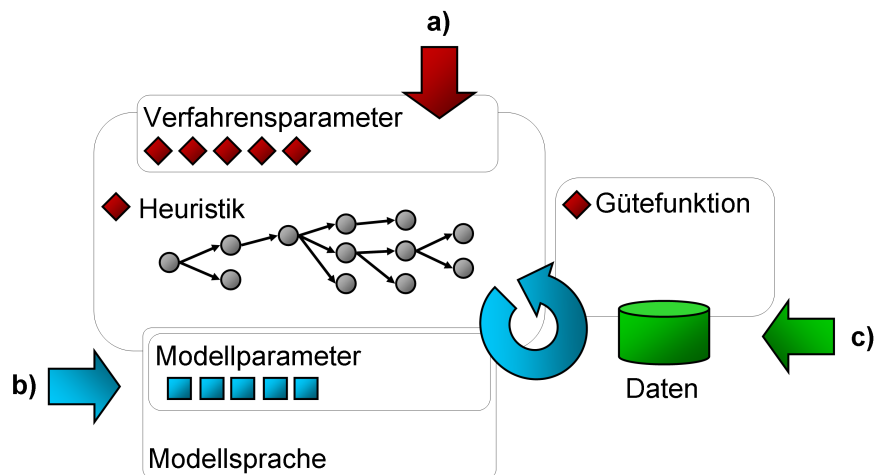 a)
Verfahrensparameter
Heuristik
Gütefunktion
Modellparameter
b)
c)
Daten
Modellsprache